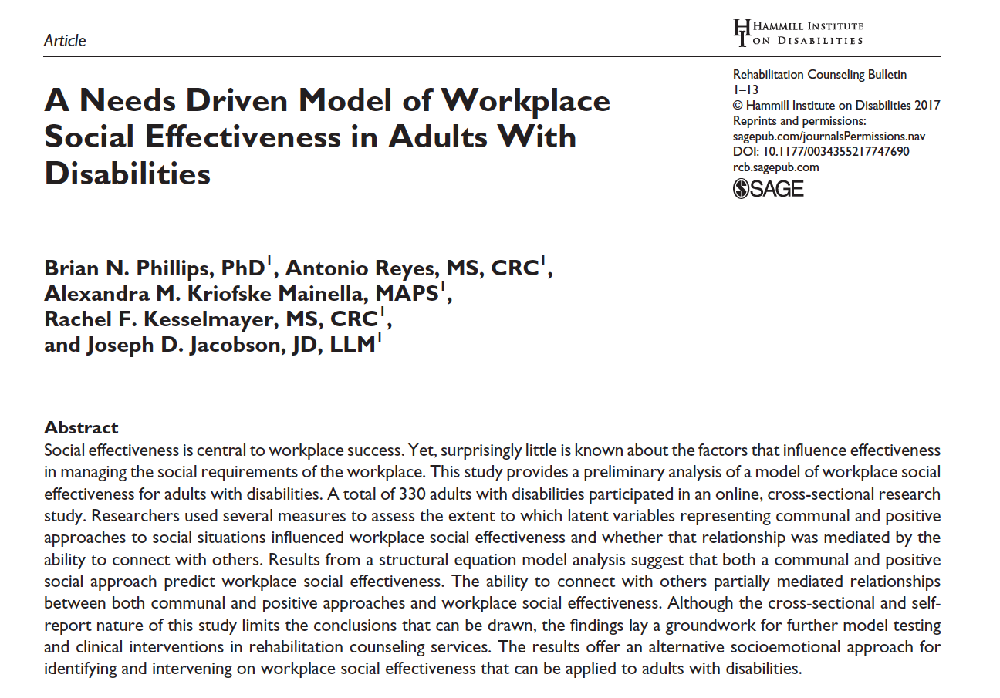 Article
HAMMILL INSTITUTE
ON DISABILITIES
A Needs Driven Model of Workplace
Social Effectiveness in Adults With
Disabilities
Rehabilitation Counseling Bulletin
1–13
© Hammill Institute on Disabilities 2017
Reprints and permissions:
sagepub.com/journalsPermissions.nav
DOI: 10.1177/0034355217747690
rcb.sagepub.com
SAGE
Brian N. Phillips, PhD1, Antonio Reyes, MS, CRC1,
Alexandra M. Kriofske Mainella, MAPS1,
Rachel F. Kesselmayer, MS, CRC1,
and Joseph D. Jacobson, JD, LLM1
Abstract
Social effectiveness is central to workplace success. Yet, surprisingly little is known about the factors that influence effectiveness
in managing the social requirements of the workplace. This study provides a preliminary analysis of a model of workplace social
effectiveness for adults with disabilities. A total of 330 adults with disabilities participated in an online, cross-sectional research
study. Researchers used several measures to assess the extent to which latent variables representing communal and positive
approaches to social situations influenced workplace social effectiveness and whether that relationship was mediated by the
ability to connect with others. Results from a structural equation model analysis suggest that both a communal and positive
social approach predict workplace social effectiveness. The ability to connect with others partially mediated relationships
between both communal and positive approaches and workplace social effectiveness. Although the cross-sectional and self-
report nature of this study limits the conclusions that can be drawn, the findings lay a groundwork for further model testing
and clinical interventions in rehabilitation counseling services. The results offer an alternative socioemotional approach for
identifying and intervening on workplace social effectiveness that can be applied to adults with disabilities.